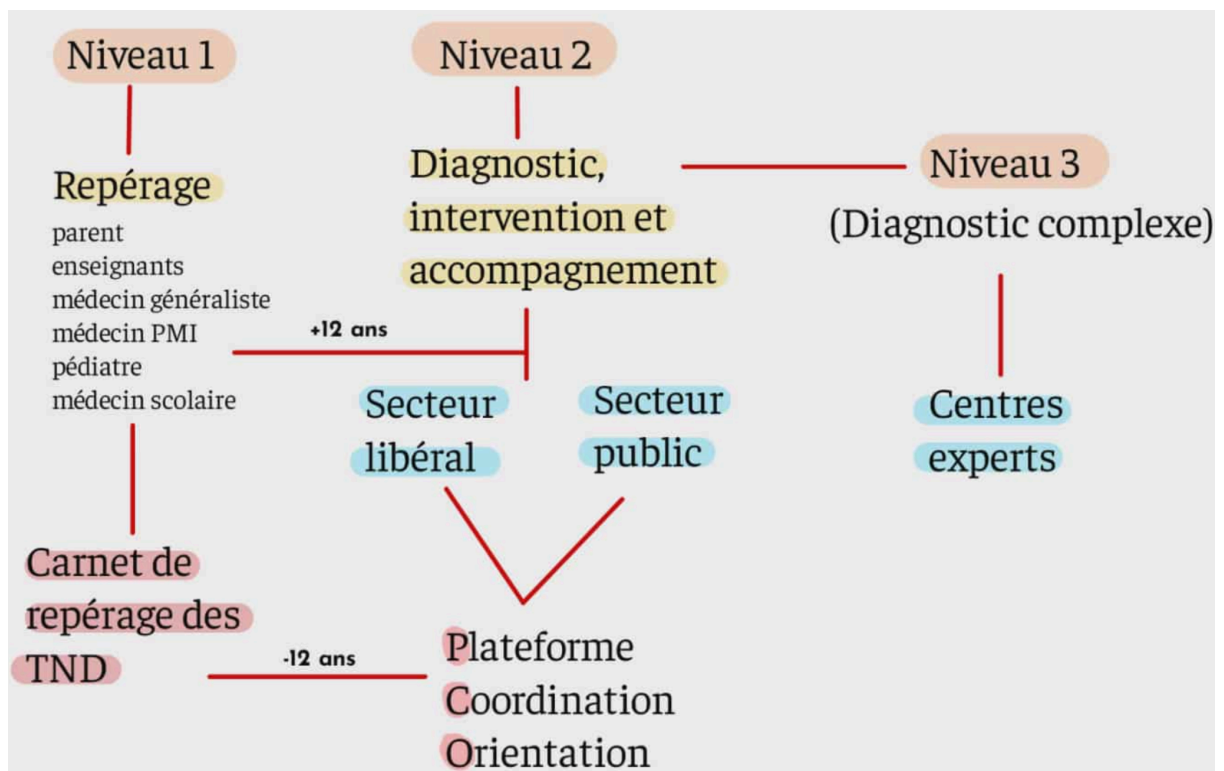 Niveau 1
Repérage
parent
enseignants
médecin généraliste
médecin PMI
pédiatre
médecin scolaire
+12 ans
Carnet de
repérage des
TND
-12 ans
Niveau 2
Diagnostic,
intervention et
accompagnement
Secteur
libéral
Secteur
public
Plateforme
Coordination
Orientation
Niveau 3
(Diagnostic complexe)
Centres
experts